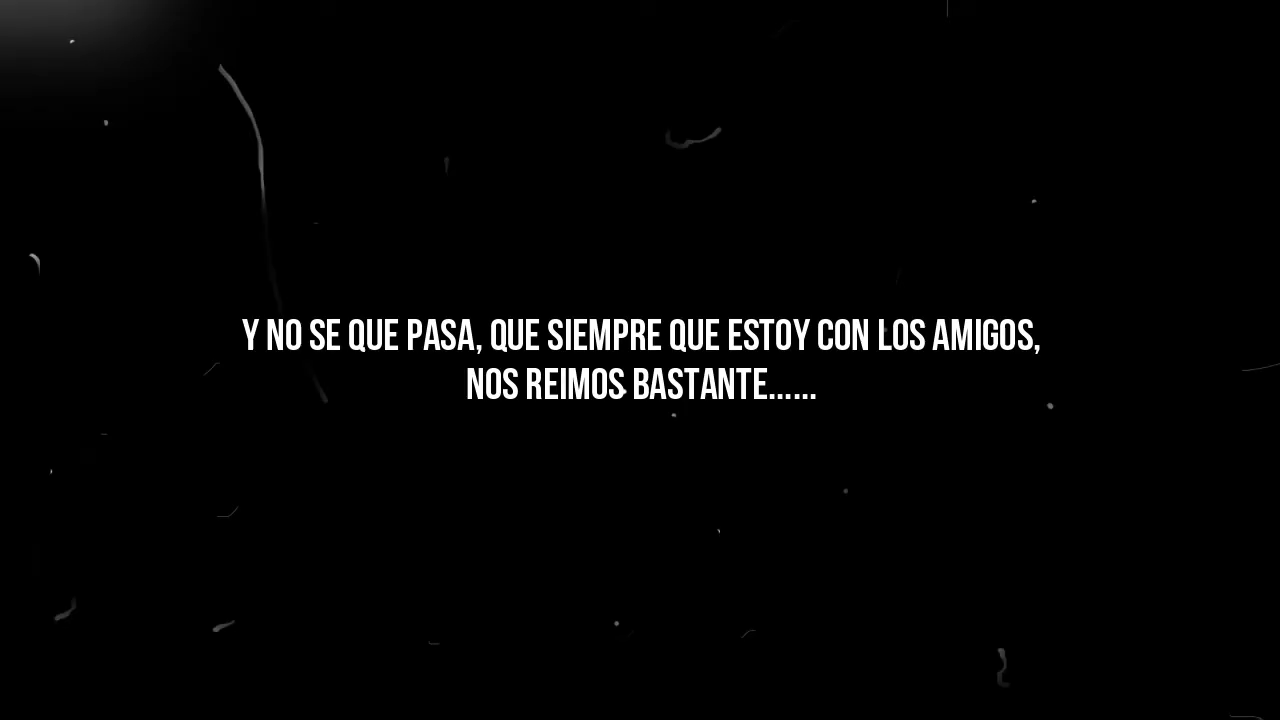 Y NO SE QUE PASA, QUE SIEMPRE QUE ESTOY CON LOS AMIGOS,
NOS REIMOS BASTANTE......